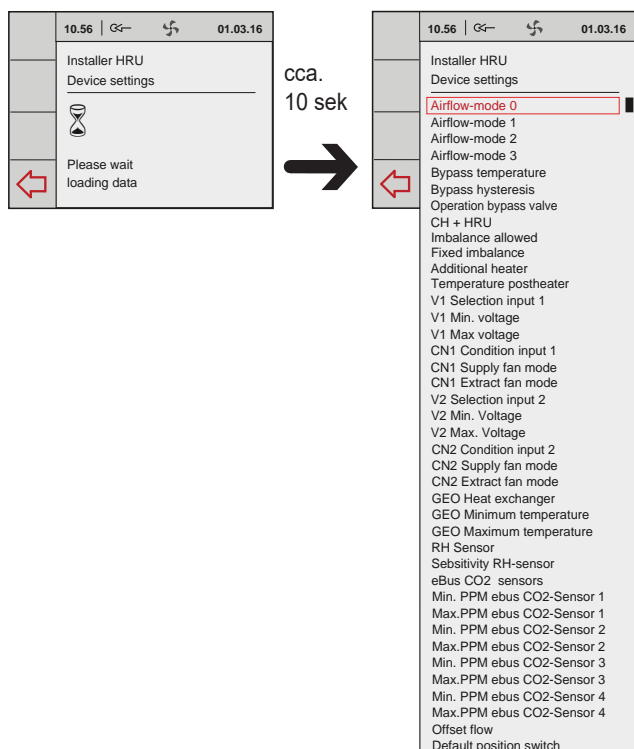 10.56
01.03.16
Installer HRU
Device settings
Please wait
loading data
cca.
10 sek
10.56
01.03.16
Installer HRU
Device settings
Airflow-mode 0
Airflow-mode 1
Airflow-mode 2
Airflow-mode 3
Bypass temperature
Bypass hysteresis
Operation bypass valve
CH + HRU
Imbalance allowed
Fixed imbalance
Additional heater
Temperature postheater
V1 Selection input 1
V1 Min. voltage
V1 Max voltage
CN1 Condition input 1
CN1 Supply fan mode
CN1 Extract fan mode
V2 Selection input 2
V2 Min. Voltage
V2 Max. Voltage
CN2 Condition input 2
CN2 Supply fan mode
CN2 Extract fan mode
GEO Heat exchanger
GEO Minimum temperature
GEO Maximum temperature
RH Sensor
Sebsitivity RH-sensor
eBus CO2 sensors
Min. PPM ebus CO2-Sensor 1
Max.PPM ebus CO2-Sensor 1
Min. PPM ebus CO2-Sensor 2
Max.PPM ebus CO2-Sensor 2
Min. PPM ebus CO2-Sensor 3
Max.PPM ebus CO2-Sensor 3
Min. PPM ebus CO2-Sensor 4
Max.PPM ebus CO2-Sensor 4
Offset flow
Default position switch